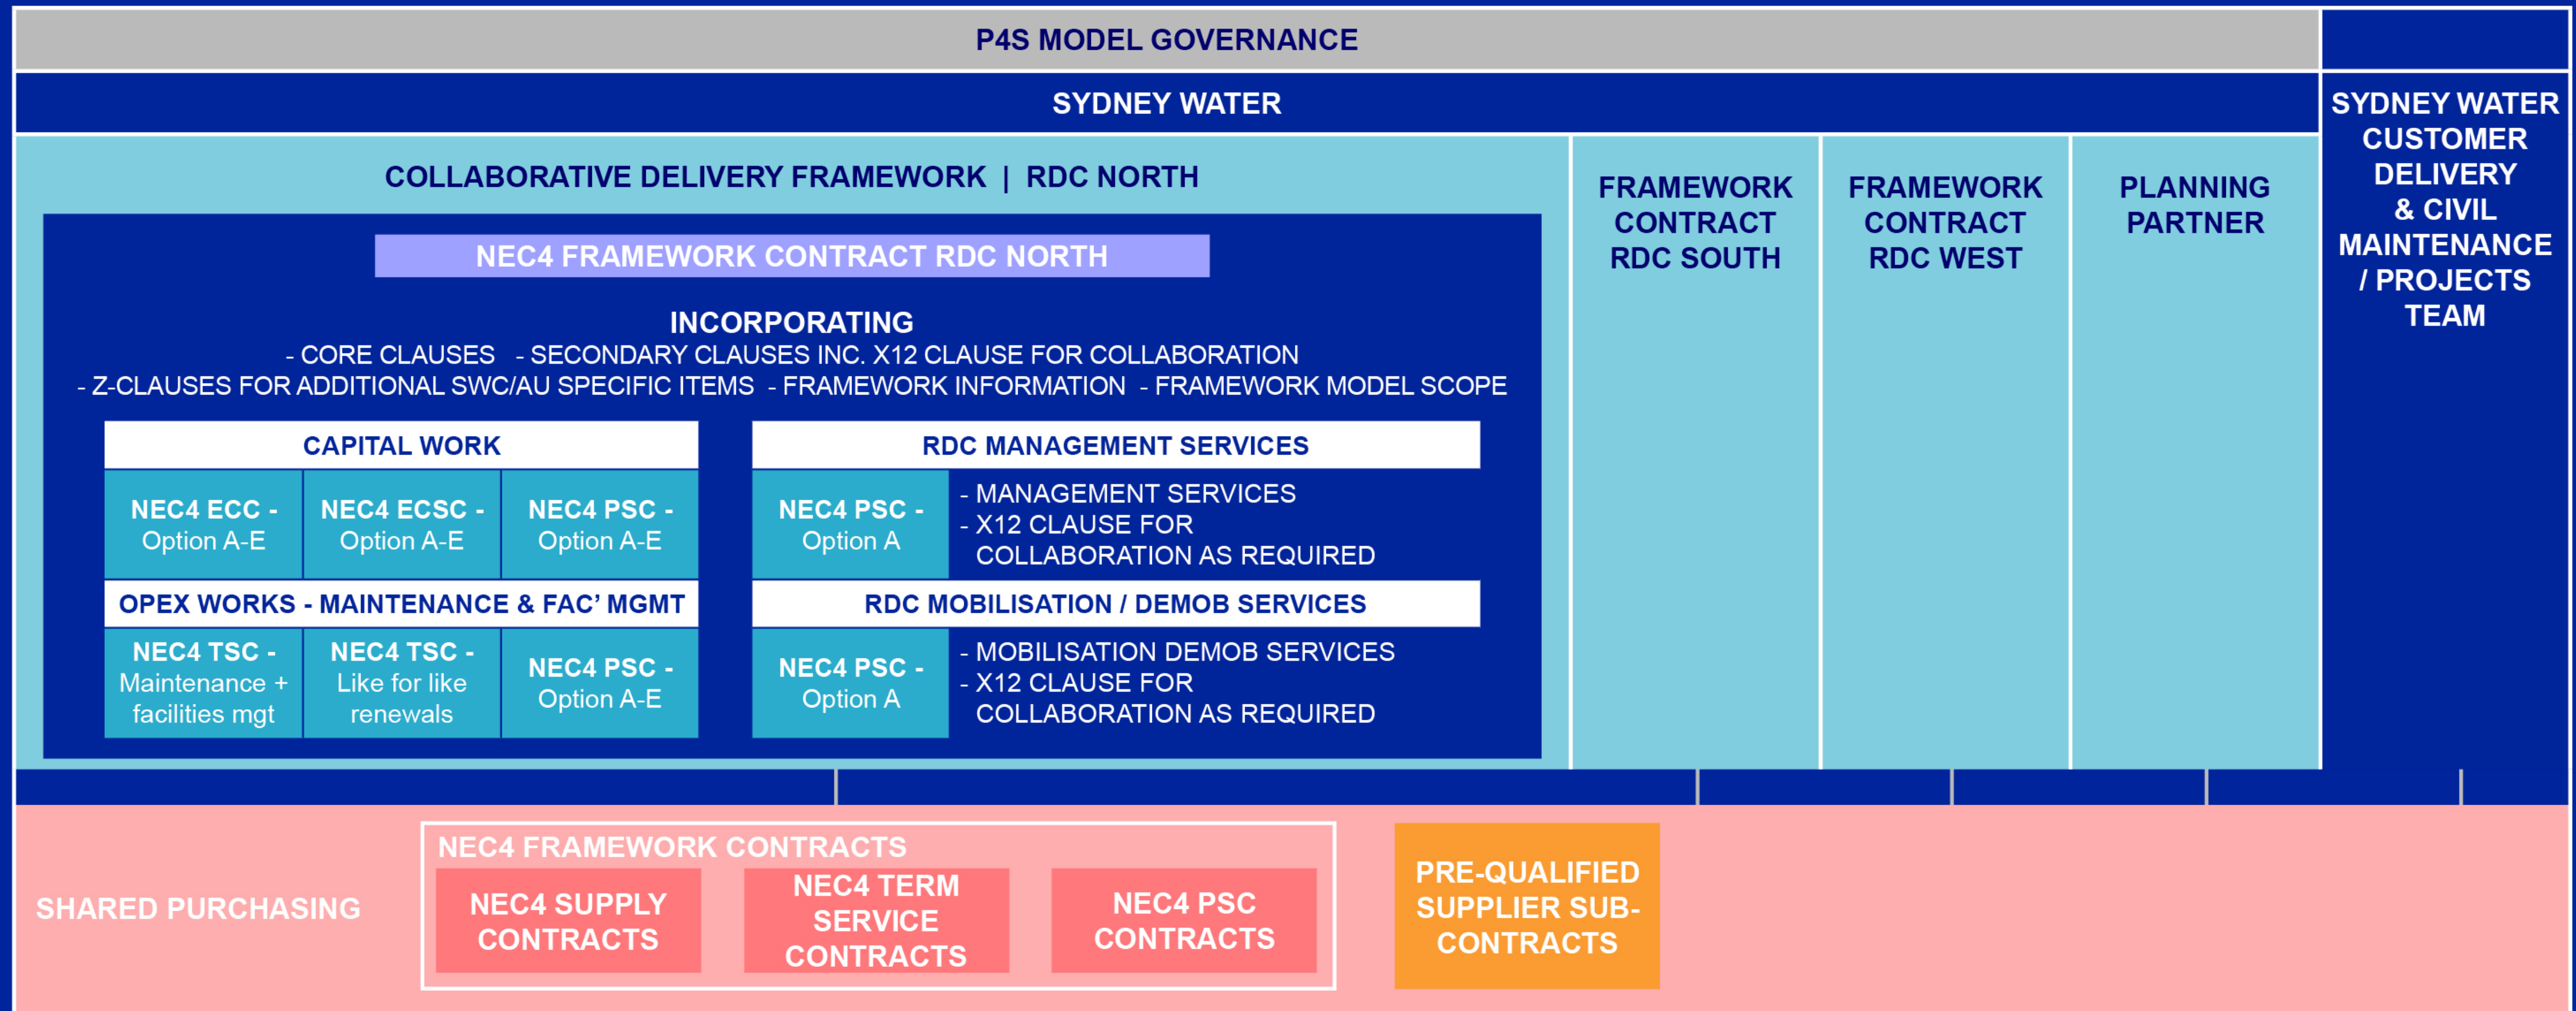 P4S MODEL GOVERNANCE
SYDNEY WATER
COLLABORATIVE DELIVERY FRAMEWORK | RDC NORTH
NEC4 FRAMEWORK CONTRACT RDC NORTH
INCORPORATING
- CORE CLAUSES - SECONDARY CLAUSES INC. X12 CLAUSE FOR COLLABORATION
- Z-CLAUSES FOR ADDITIONAL SWC/AU SPECIFIC ITEMS - FRAMEWORK INFORMATION - FRAMEWORK MODEL SCOPE
CAPITAL WORK
NEC4 ECC -
Option A-E
NEC4 ECSC -
Option A-E
NEC4 PSC -
Option A-E
OPEX WORKS - MAINTENANCE & FAC’ MGMT
NEC4 TSC -
Maintenance +
facilities mgt
NEC4 TSC -
Like for like
renewals
NEC4 PSC -
Option A-E
RDC MANAGEMENT SERVICES
NEC4 PSC -
Option A
- MANAGEMENT SERVICES
- X12 CLAUSE FOR
COLLABORATION AS REQUIRED
RDC MOBILISATION / DEMOB SERVICES
NEC4 PSC -
Option A
- MOBILISATION DEMOB SERVICES
- X12 CLAUSE FOR
COLLABORATION AS REQUIRED
FRAMEWORK
CONTRACT
RDC SOUTH
FRAMEWORK
CONTRACT
RDC WEST
PLANNING
PARTNER
SYDNEY WATER
CUSTOMER
DELIVERY
& CIVIL
MAINTENANCE
/ PROJECTS
TEAM
SHARED PURCHASING
NEC4 FRAMEWORK CONTRACTS
NEC4 SUPPLY
CONTRACTS
NEC4 TERM
SERVICE
CONTRACTS
NEC4 PSC
CONTRACTS
PRE-QUALIFIED
SUPPLIER SUB-
CONTRACTS